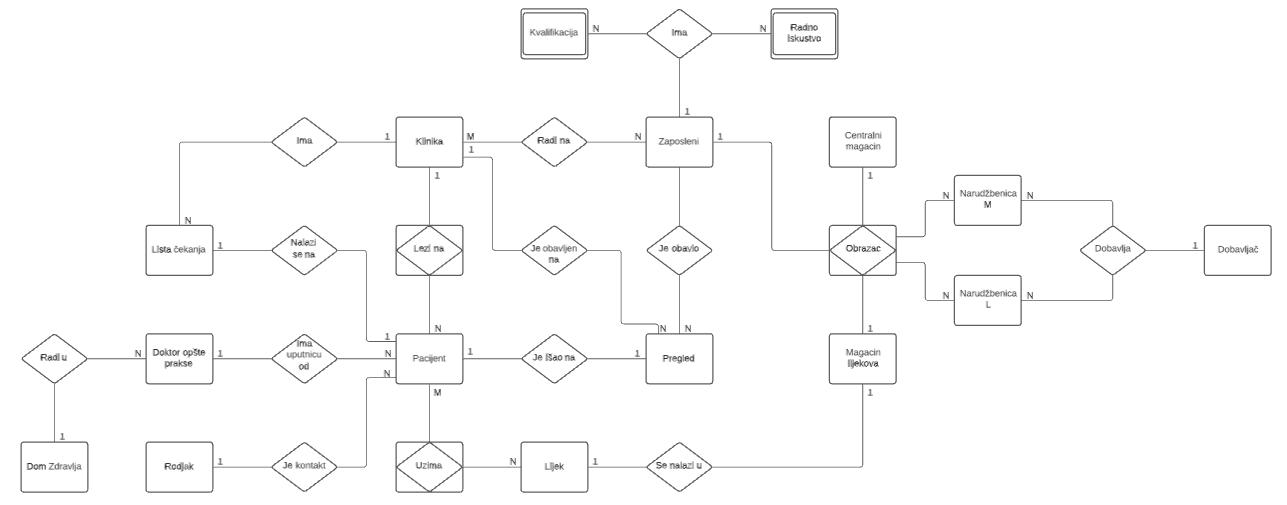 Kvalifikacija
N
Ima
N
Radno
Iskustvo
1
Ima
1
Klinika
M
1
Radi na
N
Zaposleni
1
Centralni
magacin
1
1
N
Narudžbenica
M
N
N
Lista čekanja
1
Nalazi
se na
Lezi na
Je obavljen
na
Je obavio
Obrazac
Dobavlja
1
Dobavljač
N
Narudžbenica
L
N
1
N
N
N
1
Radi u
N
Doktor opšte
prakse
1
Ima
uputnicu
od
N
Pacijent
1
Je išao na
1
Pregled
Magacin
lijekova
N
M
1
1
Dom Zdravlja
Rodjak
1
Je kontakt
Uzima
N
Lijek
1
Se nalazi u